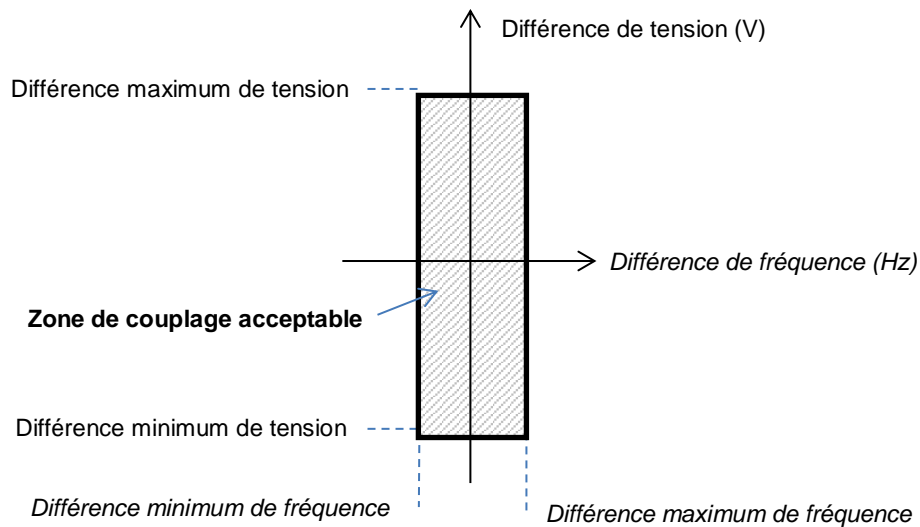 Différence de tension (V)
Différence maximum de tension
Différence de fréquence (Hz)
Zone de couplage acceptable
Différence minimum de tension
Différence minimum de fréquence
Différence maximum de fréquence